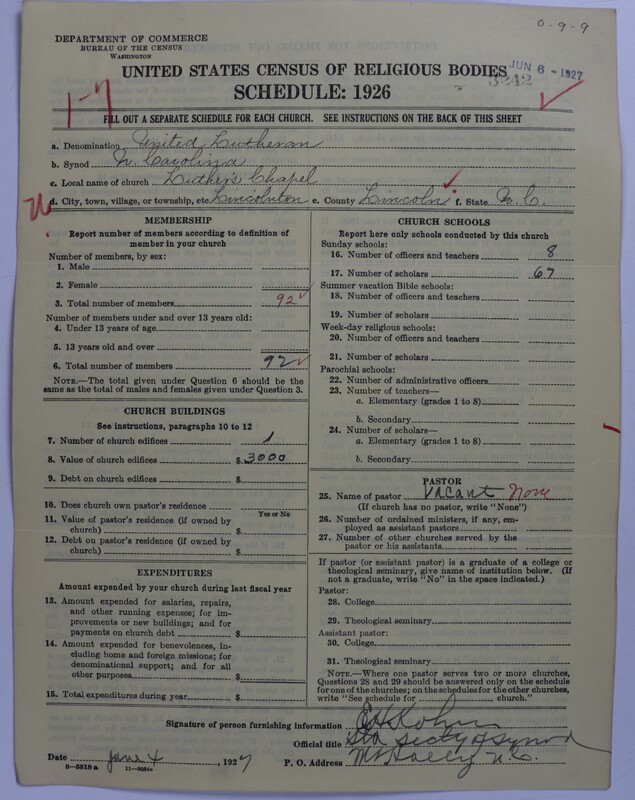 0-9-9
DEPARTMENT OF COMMERCE
BUREAU OF THE CENSUS
WASHINGTON
UNITED STATES CENSUS OF RELIGIOUS BODIES
JUN 6 - 1927
3242
SCHEDULE: 1926
1-7
FILL OUT A SEPARATE SCHEDULE FOR EACH CHURCH. SEE INSTRUCTIONS ON THE BACK OF THIS SHEET
a. Denomination United Lutheran
b. Synod N. Carolina
c. Local name of church Luther's Chapel
d. City, town, village, or township, etc. Lincolnton e. County Lincoln f. State N. C.
MEMBERSHIP
Report number of members according to definition of
member in your church
Number of members, by sex:
1. Male
2. Female
3. Total number of members 92 ✓
Number of members under and over 13 years old:
4. Under 13 years of age
5. 13 years old and over
6. Total number of members 92 ✓
NOTE.—The total given under Question 6 should be the
same as the total of males and females given under Question 3.
CHURCH BUILDINGS
See instructions, paragraphs 10 to 12
7. Number of church edifices 1
8. Value of church edifices $ 3000
9. Debt on church edifices $
10. Does church own pastor's residence
Yes or No
11. Value of pastor's residence (if owned by
church) $
12. Debt on pastor's residence (if owned by
church) $
EXPENDITURES
Amount expended by your church during last fiscal year
13. Amount expended for salaries, repairs,
and other running expenses; for im-
provements or new buildings; and for
payments on church debt $
14. Amount expended for benevolences, in-
cluding home and foreign missions; for
denominational support; and for all
other purposes $
15. Total expenditures during year $
CHURCH SCHOOLS
Report here only schools conducted by this church
Sunday schools:
16. Number of officers and teachers 8
17. Number of scholars 67
Summer vacation Bible schools:
18. Number of officers and teachers
19. Number of scholars
Week-day religious schools:
20. Number of officers and teachers
21. Number of scholars
Parochial schools:
22. Number of administrative officers
23. Number of teachers—
a. Elementary (grades 1 to 8)
b. Secondary
24. Number of scholars—
a. Elementary (grades 1 to 8)
b. Secondary
PASTOR
25. Name of pastor Vacant None
(If church has no pastor, write "None")
26. Number of ordained ministers, if any, em-
ployed as assistant pastors
27. Number of other churches served by the
pastor or his assistants
If pastor (or assistant pastor) is a graduate of a college or
theological seminary, give name of institution below. (If
not a graduate, write "No" in the space indicated.)
Pastor:
28. College
29. Theological seminary
Assistant pastor:
30. College
31. Theological seminary
NOTE.—Where one pastor serves two or more churches,
Questions 28 and 29 should be answered only on the schedule
for one of the churches; on the schedules for the other churches,
write "See schedule for church."
Signature of person furnishing information
Official title Sta Secty of Synod
Date June 4, 1927 P. O. Address Mt Holly N. C.
8-5518 a